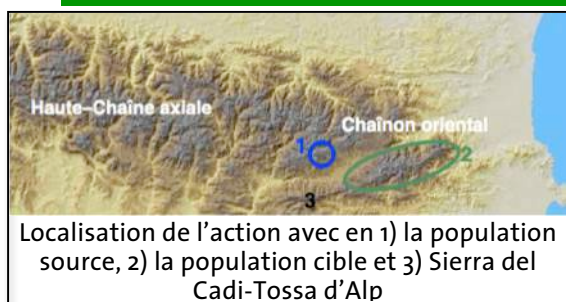 Haute–Chaîne axiale
Chaînon oriental
1
2
3
Localisation de l’action avec en 1) la population
source, 2) la population cible et 3) Sierra del
Cadi-Tossa d’Alp